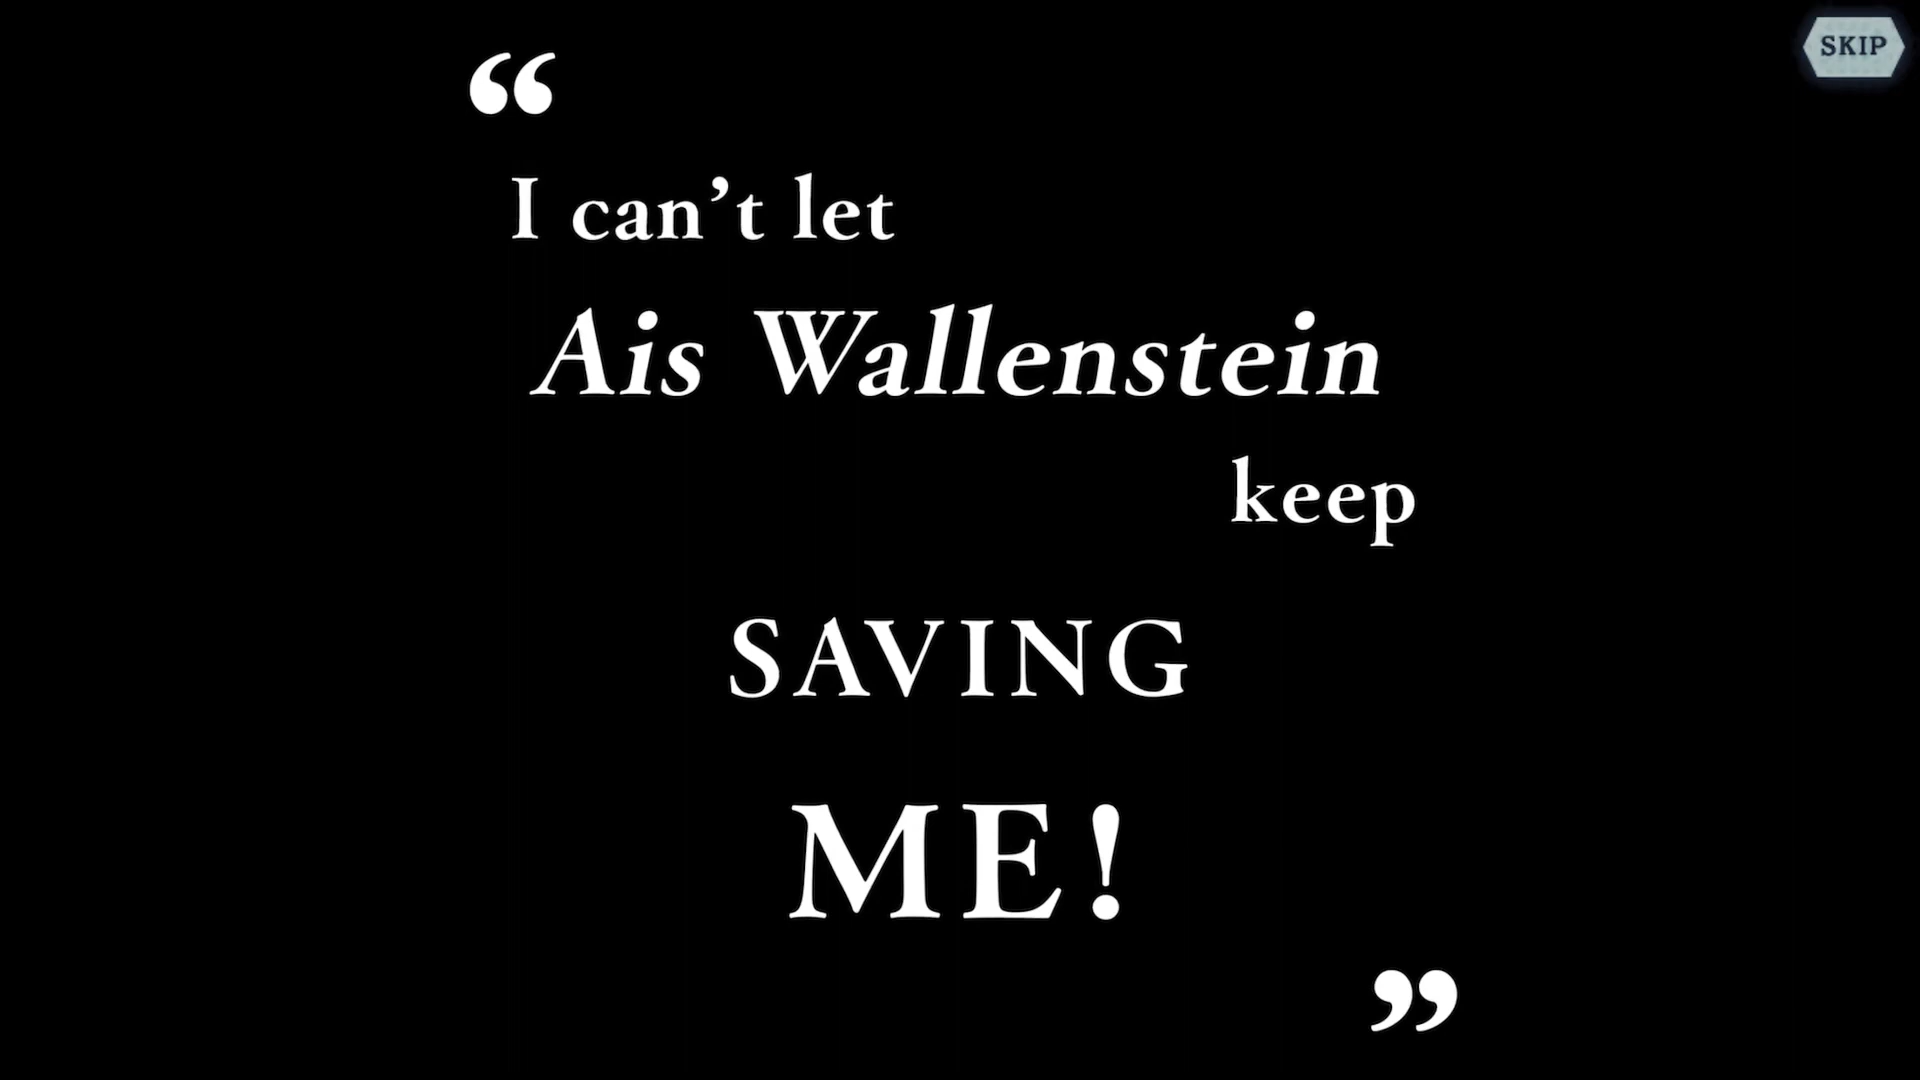 SKIP
“
I can’t let
Ais Wallenstein
keep
SAVING
ME!
”